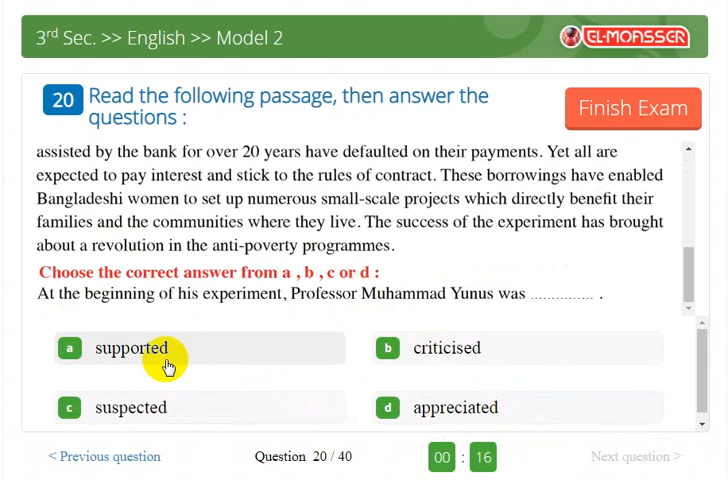 3rd Sec. >> English >> Model 2
EL-MOASSER
20 Read the following passage, then answer the
questions :
Finish Exam
assisted by the bank for over 20 years have defaulted on their payments. Yet all are
expected to pay interest and stick to the rules of contract. These borrowings have enabled
Bangladeshi women to set up numerous small-scale projects which directly benefit their
families and the communities where they live. The success of the experiment has brought
about a revolution in the anti-poverty programmes.
Choose the correct answer from a , b , c or d :
At the beginning of his experiment, Professor Muhammad Yunus was ............... .
a supported
b criticised
c suspected
d appreciated
< Previous question
Question 20 / 40
00 : 16
Next question >